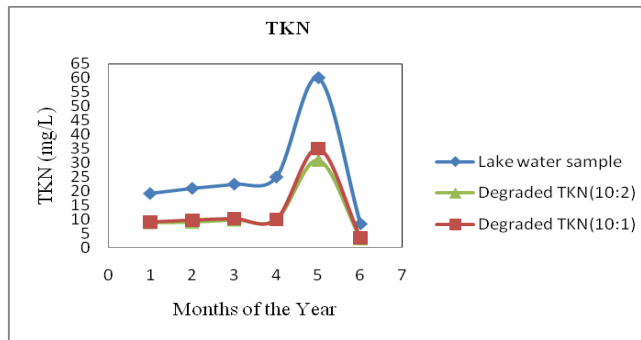 TKN
TKN (mg/L)
65
60
55
50
45
40
35
30
25
20
15
10
5
0
0 1 2 3 4 5 6 7
Months of the Year
Lake water sample
Degraded TKN(10:2)
Degraded TKN(10:1)